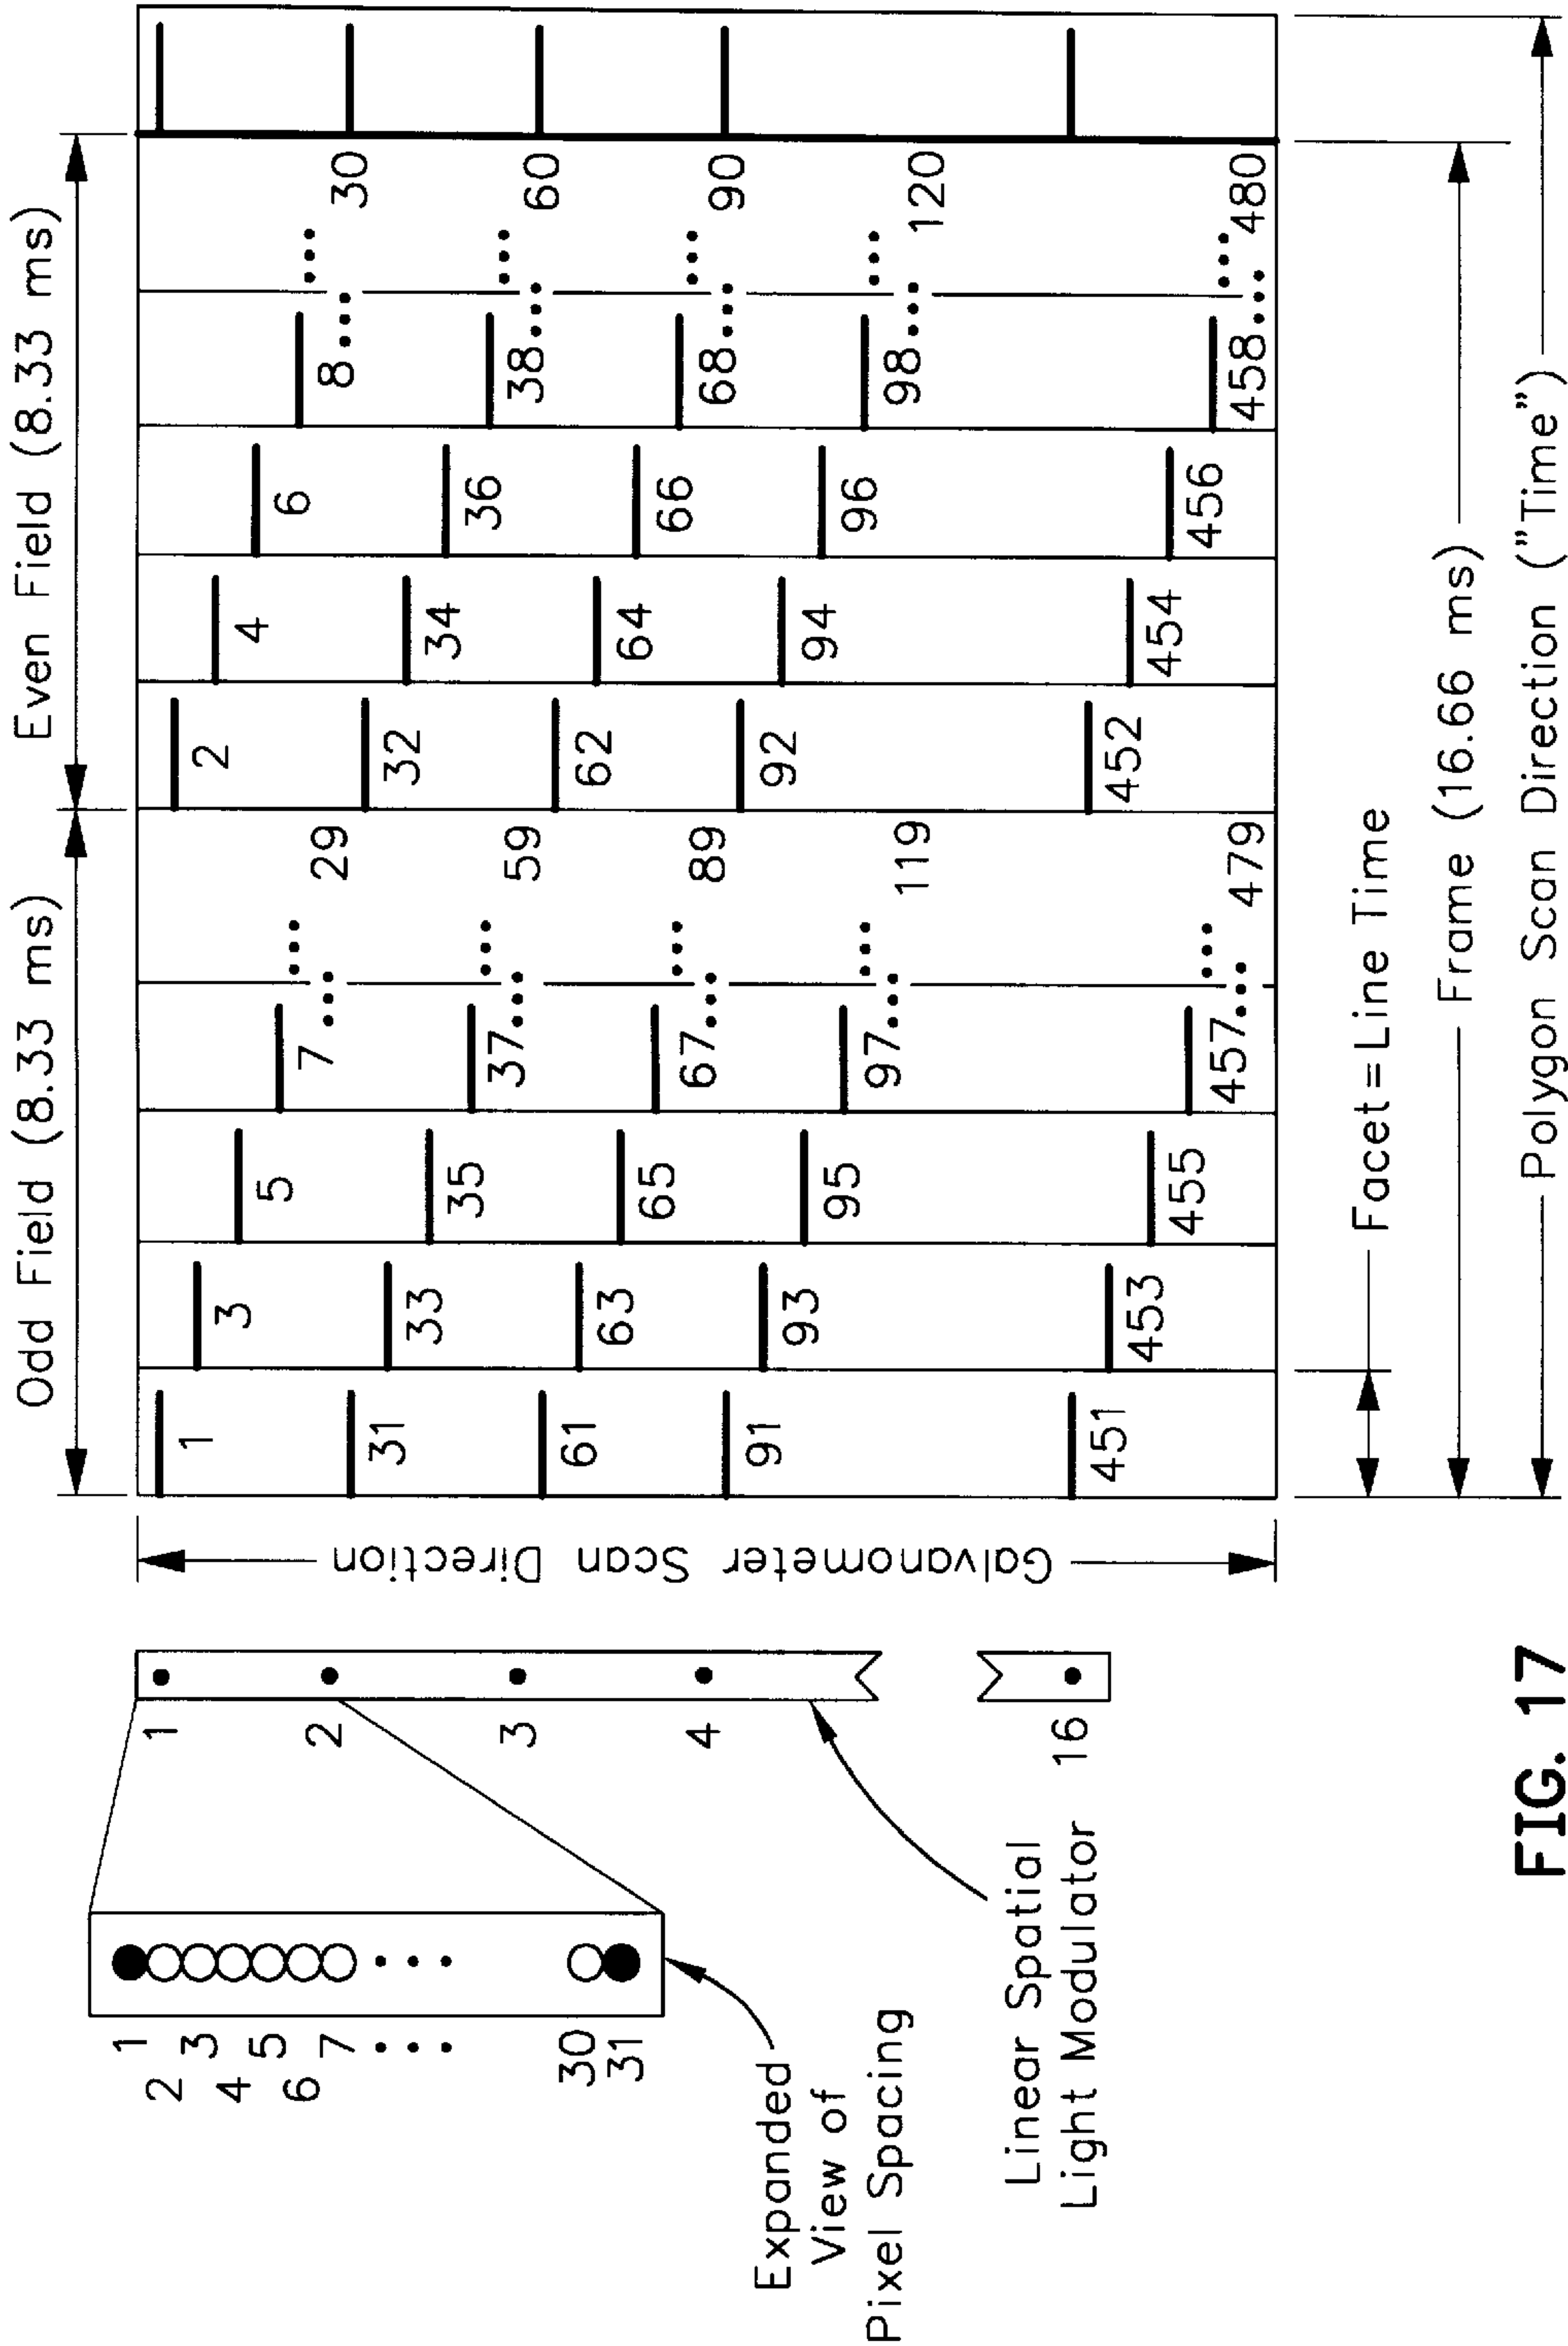 Odd Field (8.33 ms)
Even Field (8.33 ms)
1 3 5 7... ... 29 2 4 6 8... ... 30
31 33 35 37... ... 59 32 34 36 38... ... 60
61 63 65 67... ... 89 62 64 66 68... ... 90
91 93 95 97... ... 119 92 94 96 98... ... 120
451 453 455 457... ... 479 452 454 456 458... ... 480
Galvanometer Scan Direction
Facet=Line Time
Frame (16.66 ms)
Polygon Scan Direction ("Time")
1
2
3
4
5
6
7
...
30
31
Expanded
View of
Pixel Spacing
1
2
3
4
16
Linear Spatial
Light Modulator
FIG. 17